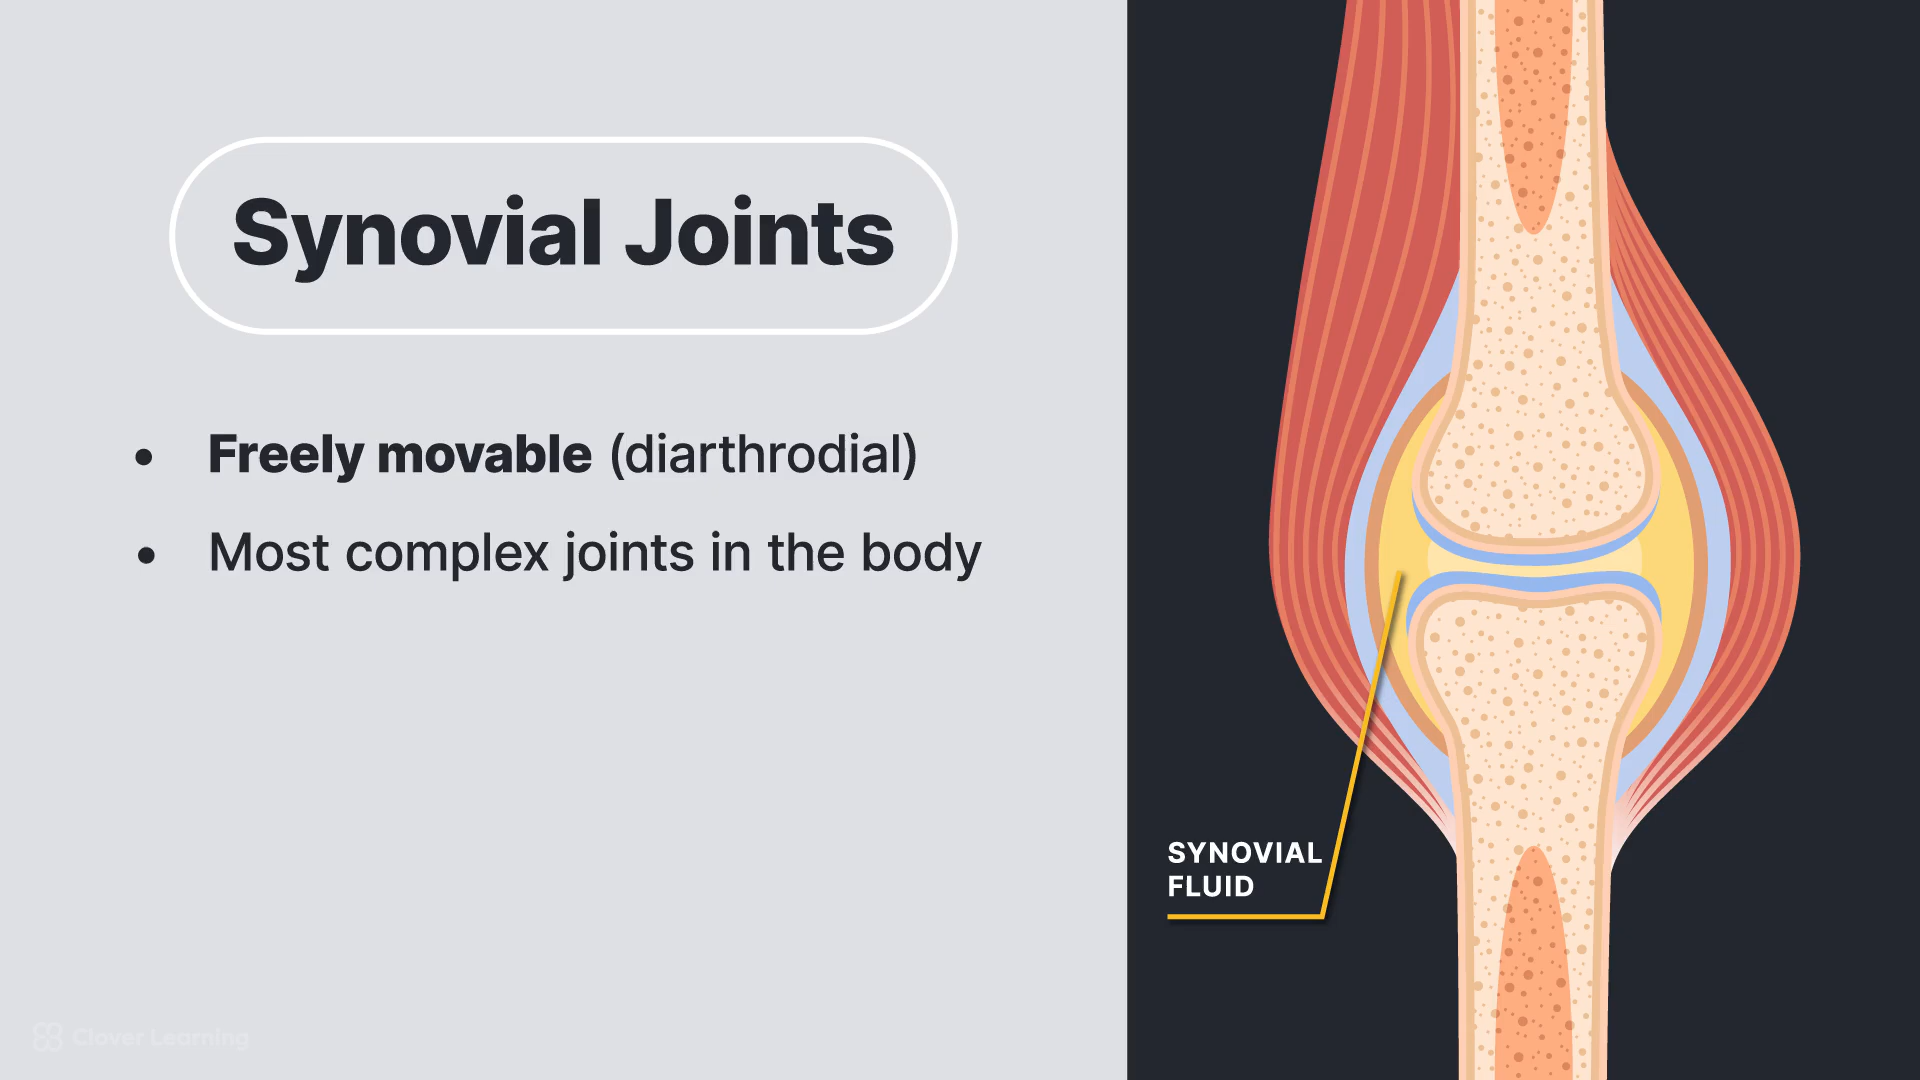 Synovial Joints
• Freely movable (diarthrodial)
• Most complex joints in the body
SYNOVIAL
FLUID
Clover Learning